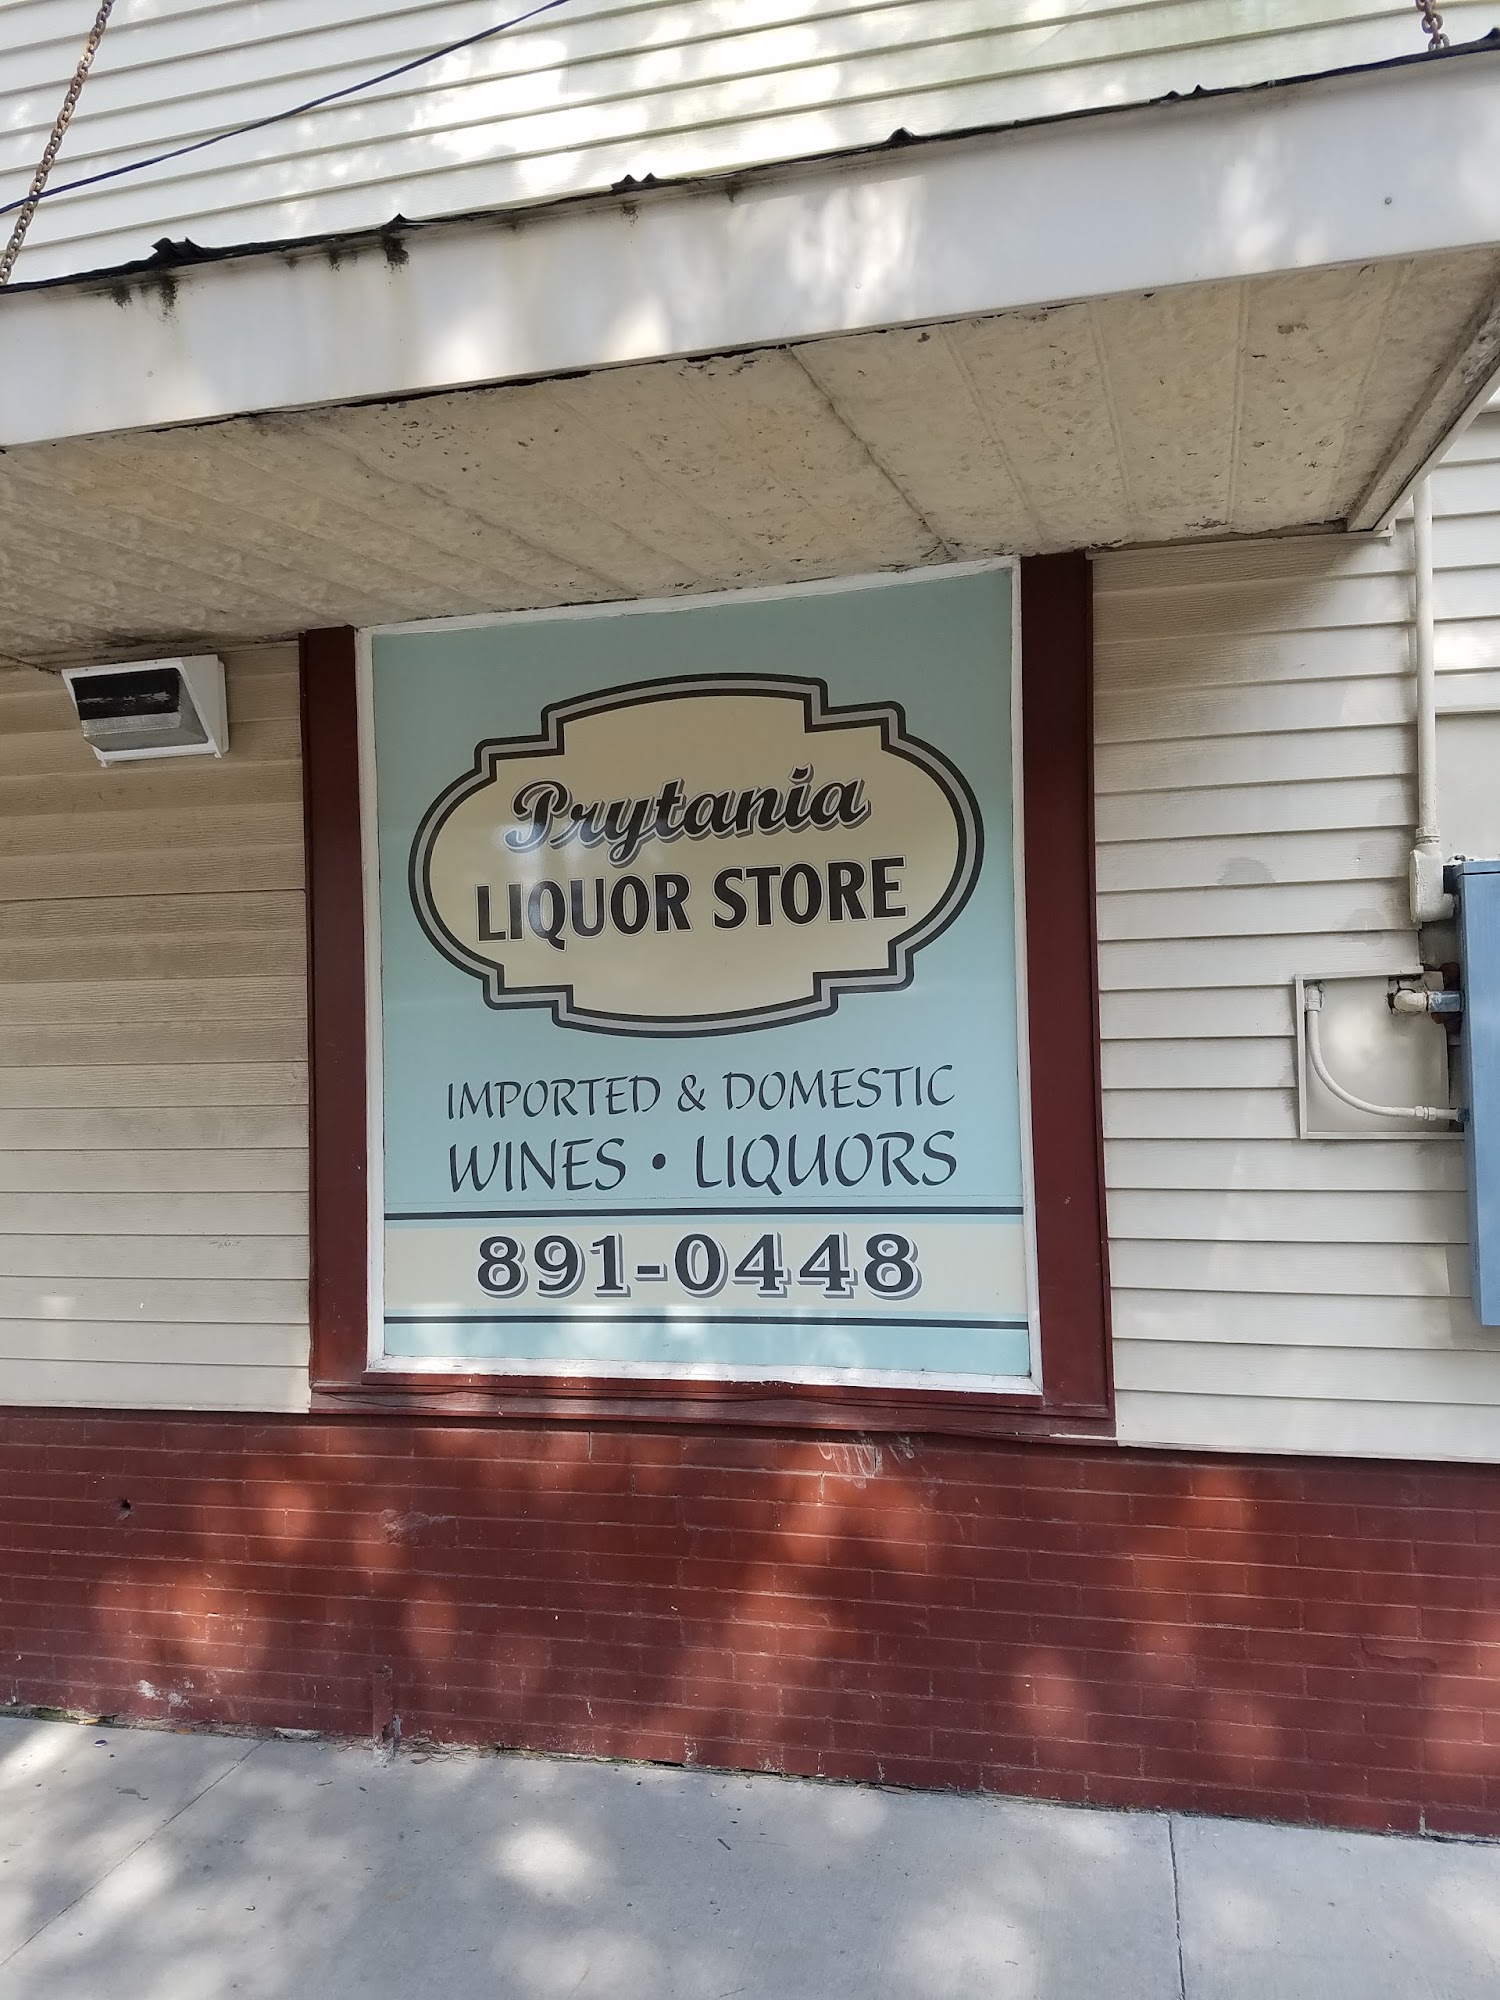 Prytania
LIQUOR STORE
IMPORTED & DOMESTIC
WINES • LIQUORS
891-0448